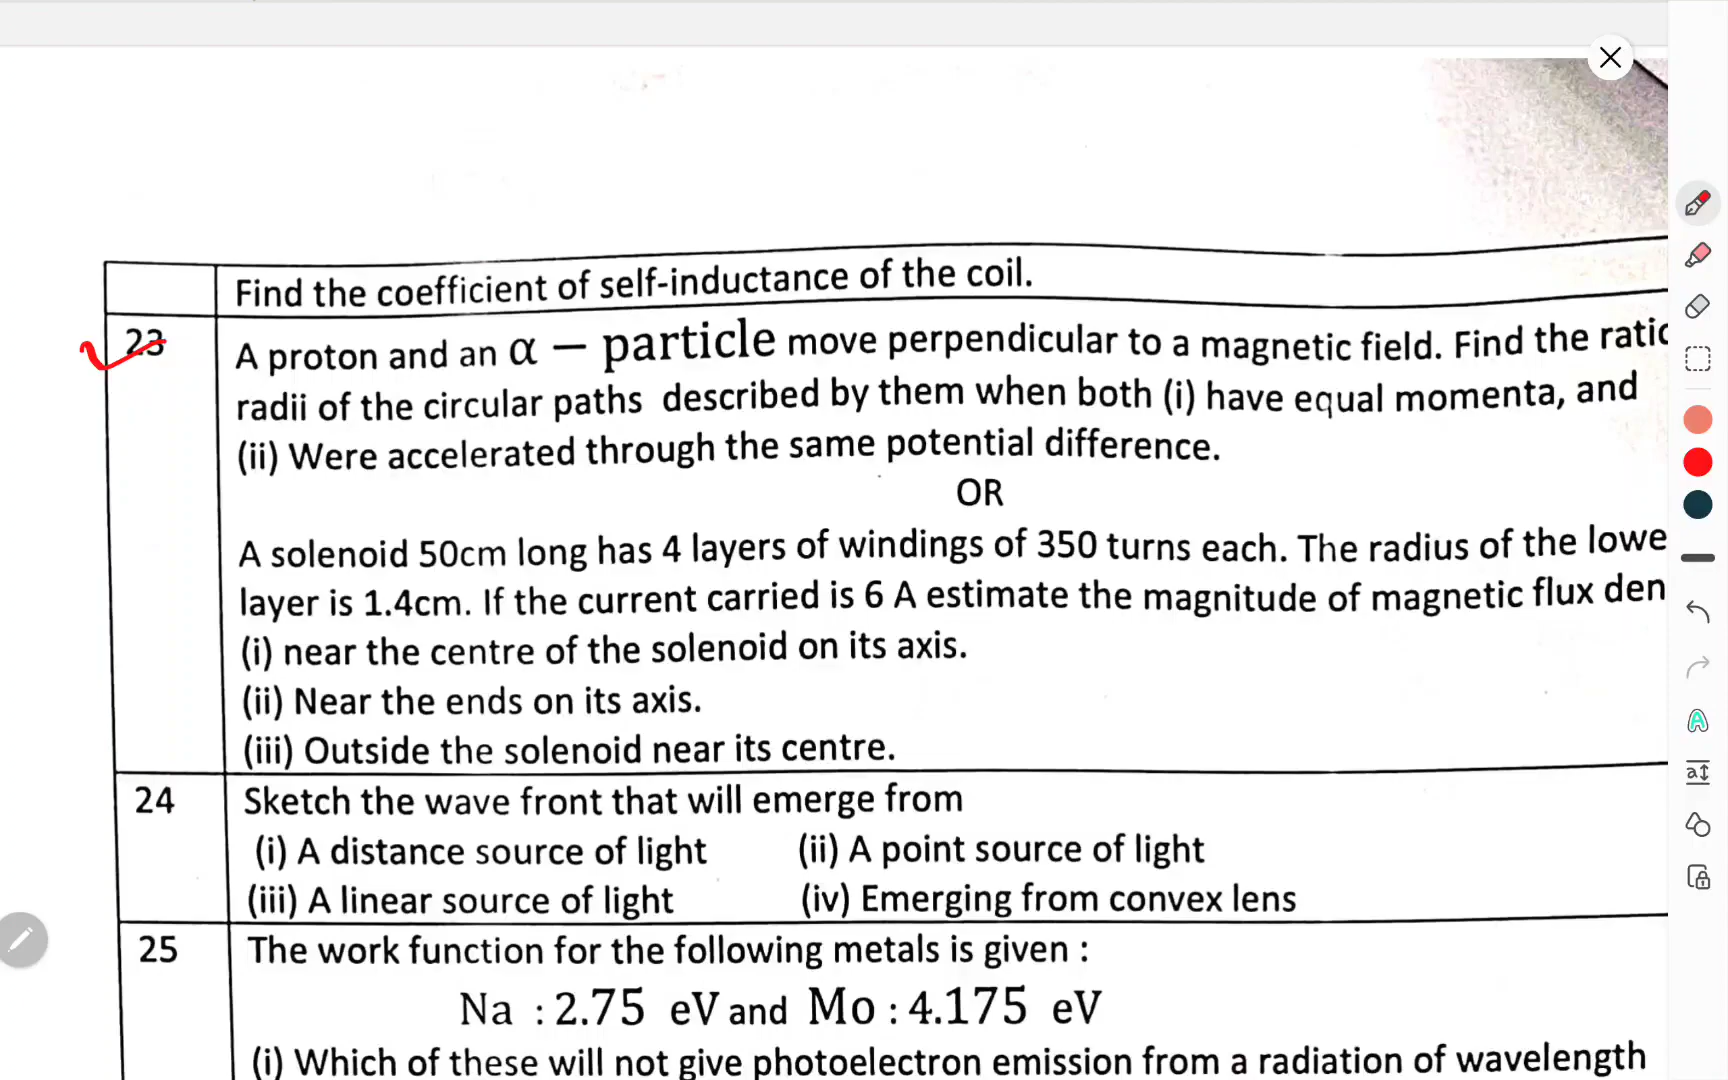 Find the coefficient of self-inductance of the coil.
23
A proton and an α – particle move perpendicular to a magnetic field. Find the
radii of the circular paths described by them when both (i) have equal momenta, and
(ii) Were accelerated through the same potential difference.
OR
A solenoid 50cm long has 4 layers of windings of 350 turns each. The radius of the
layer is 1.4cm. If the current carried is 6 A estimate the magnitude of magnetic flux
(i) near the centre of the solenoid on its axis.
(ii) Near the ends on its axis.
(iii) Outside the solenoid near its centre.
24
Sketch the wave front that will emerge from
(i) A distance source of light (ii) A point source of light
(iii) A linear source of light (iv) Emerging from convex lens
25
The work function for the following metals is given :
Na : 2.75 eV and Mo : 4.175 eV
(i) Which of these will not give photoelectron emission from a radiation of wavelength